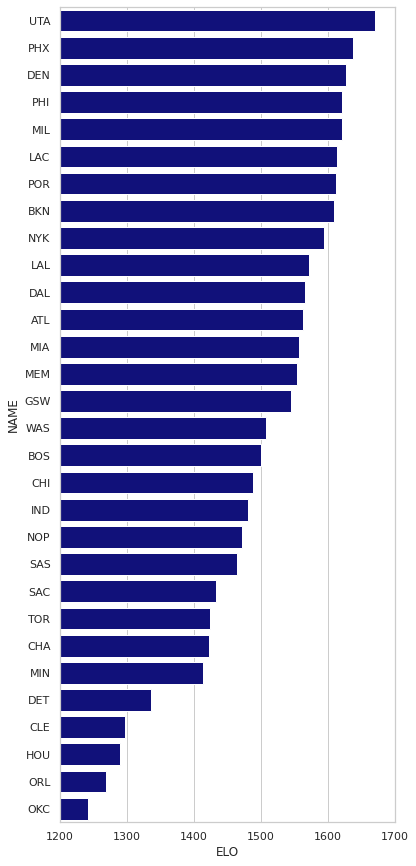 UTA
PHX
DEN
PHI
MIL
LAC
POR
BKN
NYK
LAL
DAL
ATL
MIA
MEM
GSW
WAS
BOS
CHI
IND
NOP
SAS
SAC
TOR
CHA
MIN
DET
CLE
HOU
ORL
OKC
NAME
1200 1300 1400 1500 1600 1700
ELO